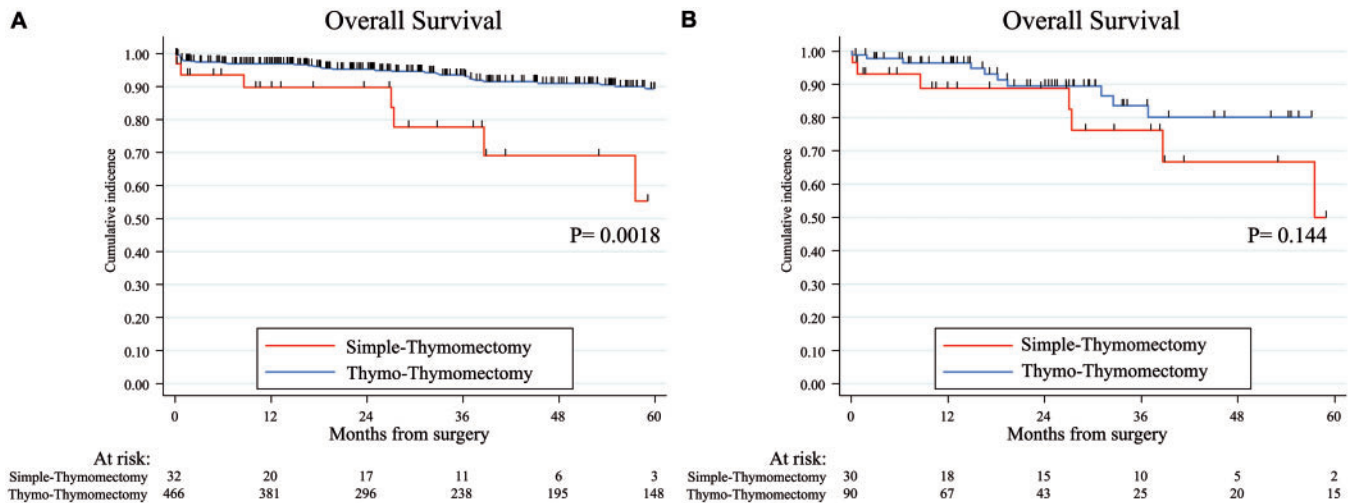 A
Overall Survival
1.00
0.90
0.80
0.70
0.60
0.50
0.40
0.30
0.20
0.10
0.00
Cumulative indicence
P= 0.0018
Simple-Thymomectomy
Thymo-Thymomectomy
0 12 24 36 48 60
Months from surgery
At risk:
Simple-Thymomectomy 32 20 17 11 6 3
Thymo-Thymomectomy 466 381 296 238 195 148
B
Overall Survival
1.00
0.90
0.80
0.70
0.60
0.50
0.40
0.30
0.20
0.10
0.00
Cumulative indicence
P= 0.144
Simple-Thymomectomy
Thymo-Thymomectomy
0 12 24 36 48 60
Months from surgery
At risk:
Simple-Thymomectomy 30 18 15 10 5 2
Thymo-Thymomectomy 90 67 43 25 20 15